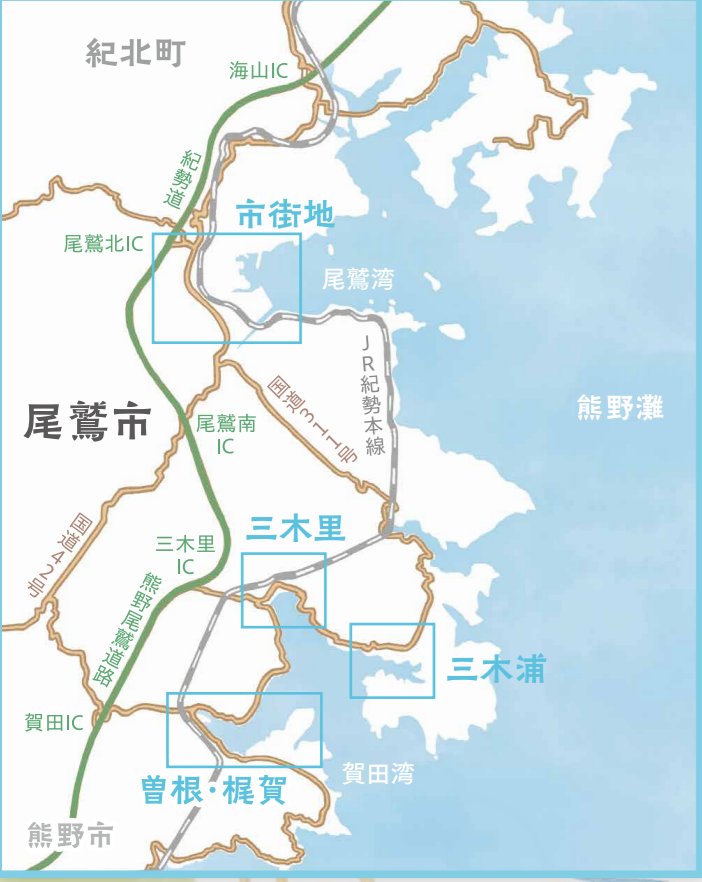 紀北町
海山IC
紀勢道
市街地
尾鷲北IC
尾鷲湾
JR紀勢本線
国道311号
熊野灘
尾鷲市
尾鷲南
IC
国道42号
三木里
三木里
IC
熊野尾鷲道路
三木浦
賀田IC
賀田湾
曽根・梶賀
熊野市